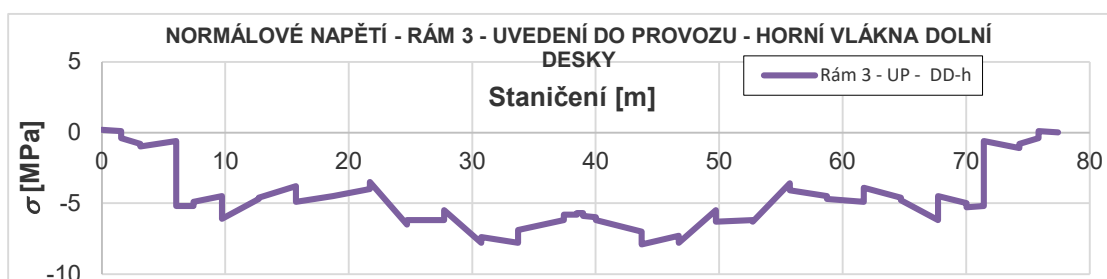 NORMÁLOVÉ NAPĚTÍ - RÁM 3 - UVEDENÍ DO PROVOZU - HORNÍ VLÁKNA DOLNÍ
DESKY
Rám 3 - UP - DD-h
Staničení [m]
σ [MPa]
5
0
-5
-10
0 10 20 30 40 50 60 70 80